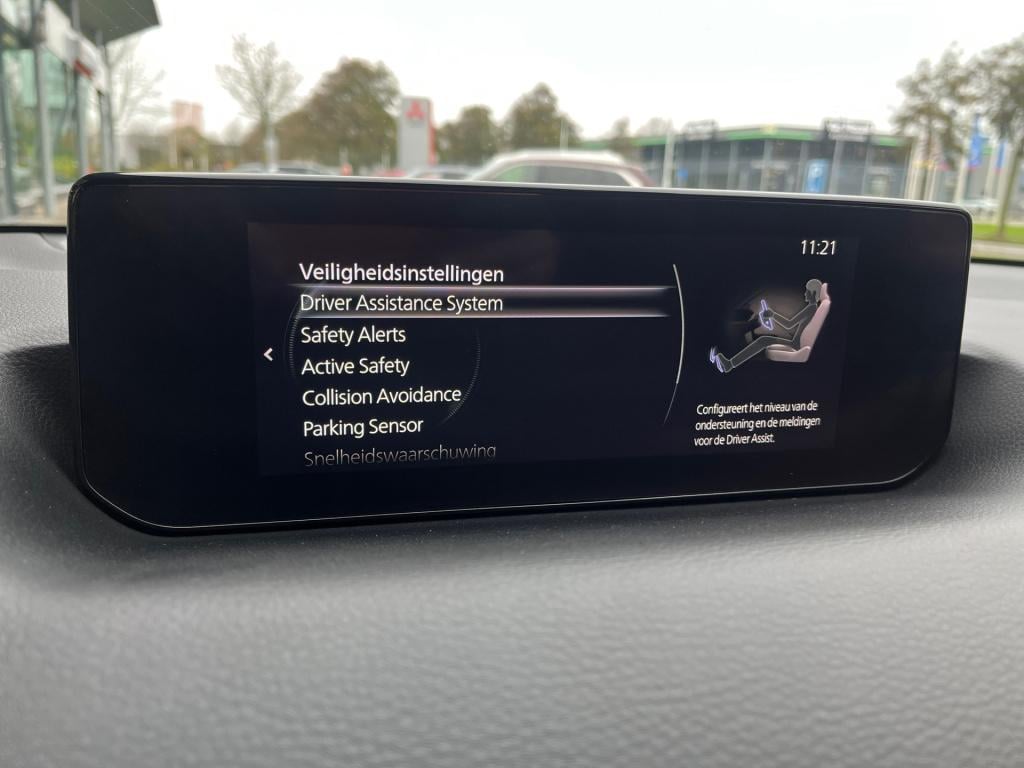 11:21
Veiligheidsinstellingen
Driver Assistance System
Safety Alerts
Active Safety
Collision Avoidance
Parking Sensor
Snelheidswaarschuwing
Configureert het niveau van de
ondersteuning en de meldingen
voor de Driver Assist.